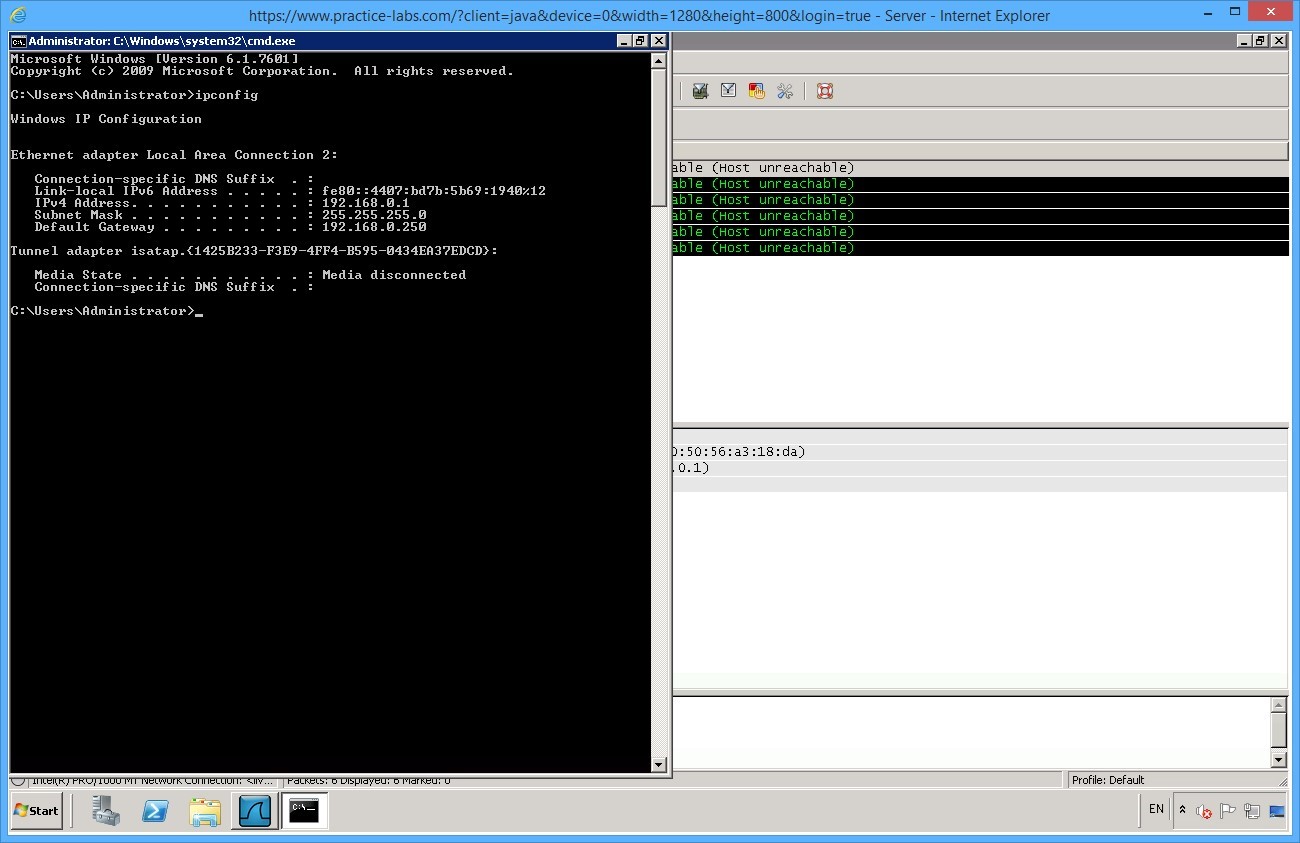 https://www.practice-labs.com/?client=java&device=0&width=1280&height=800&login=true - Server - Internet Explorer
Administrator: C:\Windows\system32\cmd.exe
Microsoft Windows [Version 6.1.7601]
Copyright (c) 2009 Microsoft Corporation.  All rights reserved.
C:\Users\Administrator>ipconfig
Windows IP Configuration
Ethernet adapter Local Area Connection 2:
Connection-specific DNS Suffix  . :
Link-local IPv6 Address . . . . . : fe80::4407:bd7b:5b69:1940%12
IPv4 Address. . . . . . . . . . . : 192.168.0.1
Subnet Mask . . . . . . . . . . . : 255.255.255.0
Default Gateway . . . . . . . . . : 192.168.0.250
Tunnel adapter isatap.{1425B233-F3E9-4FF4-B595-0434EA37EDCD}:
Media State . . . . . . . . . . . : Media disconnected
Connection-specific DNS Suffix  . :
C:\Users\Administrator>_
able (Host unreachable)
able (Host unreachable)
able (Host unreachable)
able (Host unreachable)
able (Host unreachable)
able (Host unreachable)
0:50:56:a3:18:da)
.0.1)
Intel(R) PRO/1000 MT Network Connection: <liv... Packets: 6 Displayed: 6 Marked: 0
Profile: Default
Start
C:\
EN